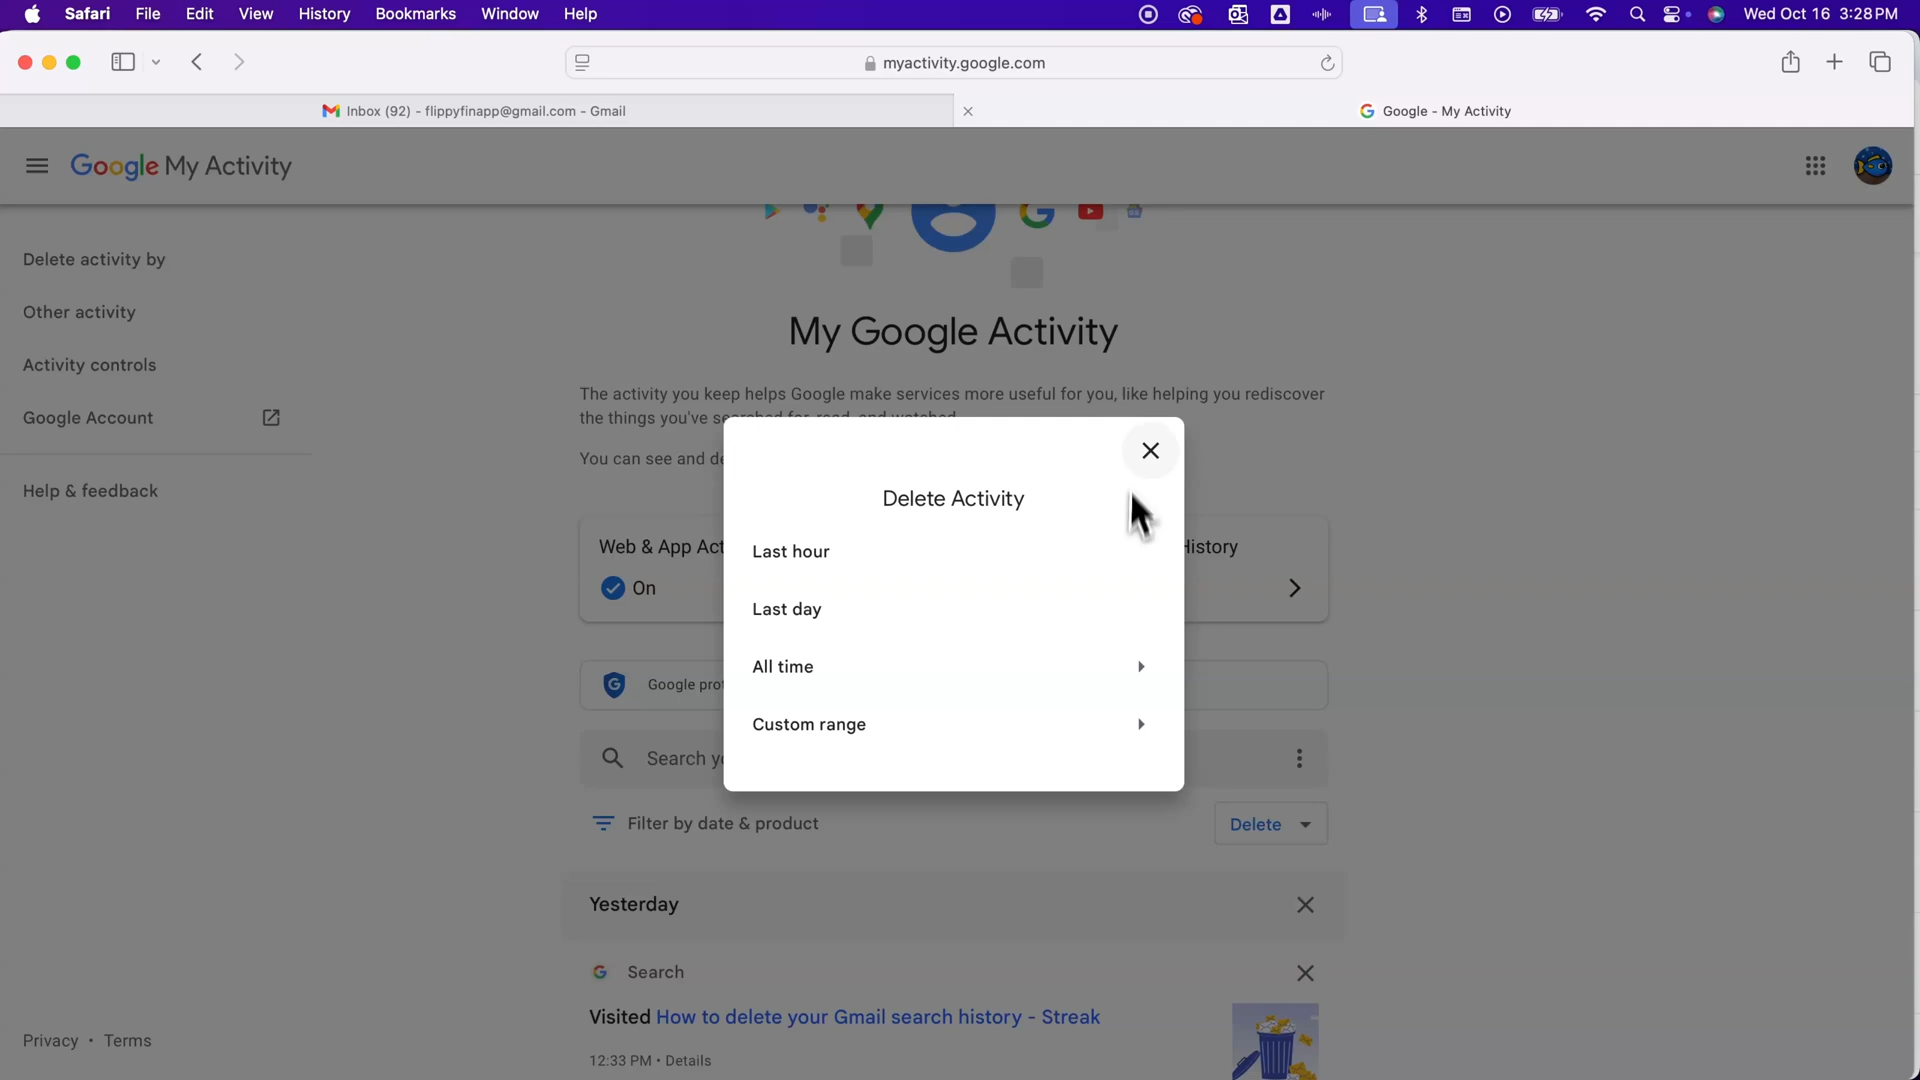 Safari File Edit View History Bookmarks Window Help Wed Oct 16 3:28 PM
myactivity.google.com
Inbox (92) - flippyfinapp@gmail.com - Gmail
Google - My Activity
Google My Activity
Delete activity by
Other activity
Activity controls
Google Account
Help & feedback
Privacy • Terms
My Google Activity
The activity you keep helps Google make services more useful for you, like helping you rediscover
the things you've searched for, read, and watched.
You can see and de
Web & App Act
On
History
Google prot
Delete Activity
Last hour
Last day
All time
Custom range
Search yo
Filter by date & product
Delete
Yesterday
Search
Visited How to delete your Gmail search history - Streak
12:33 PM • Details